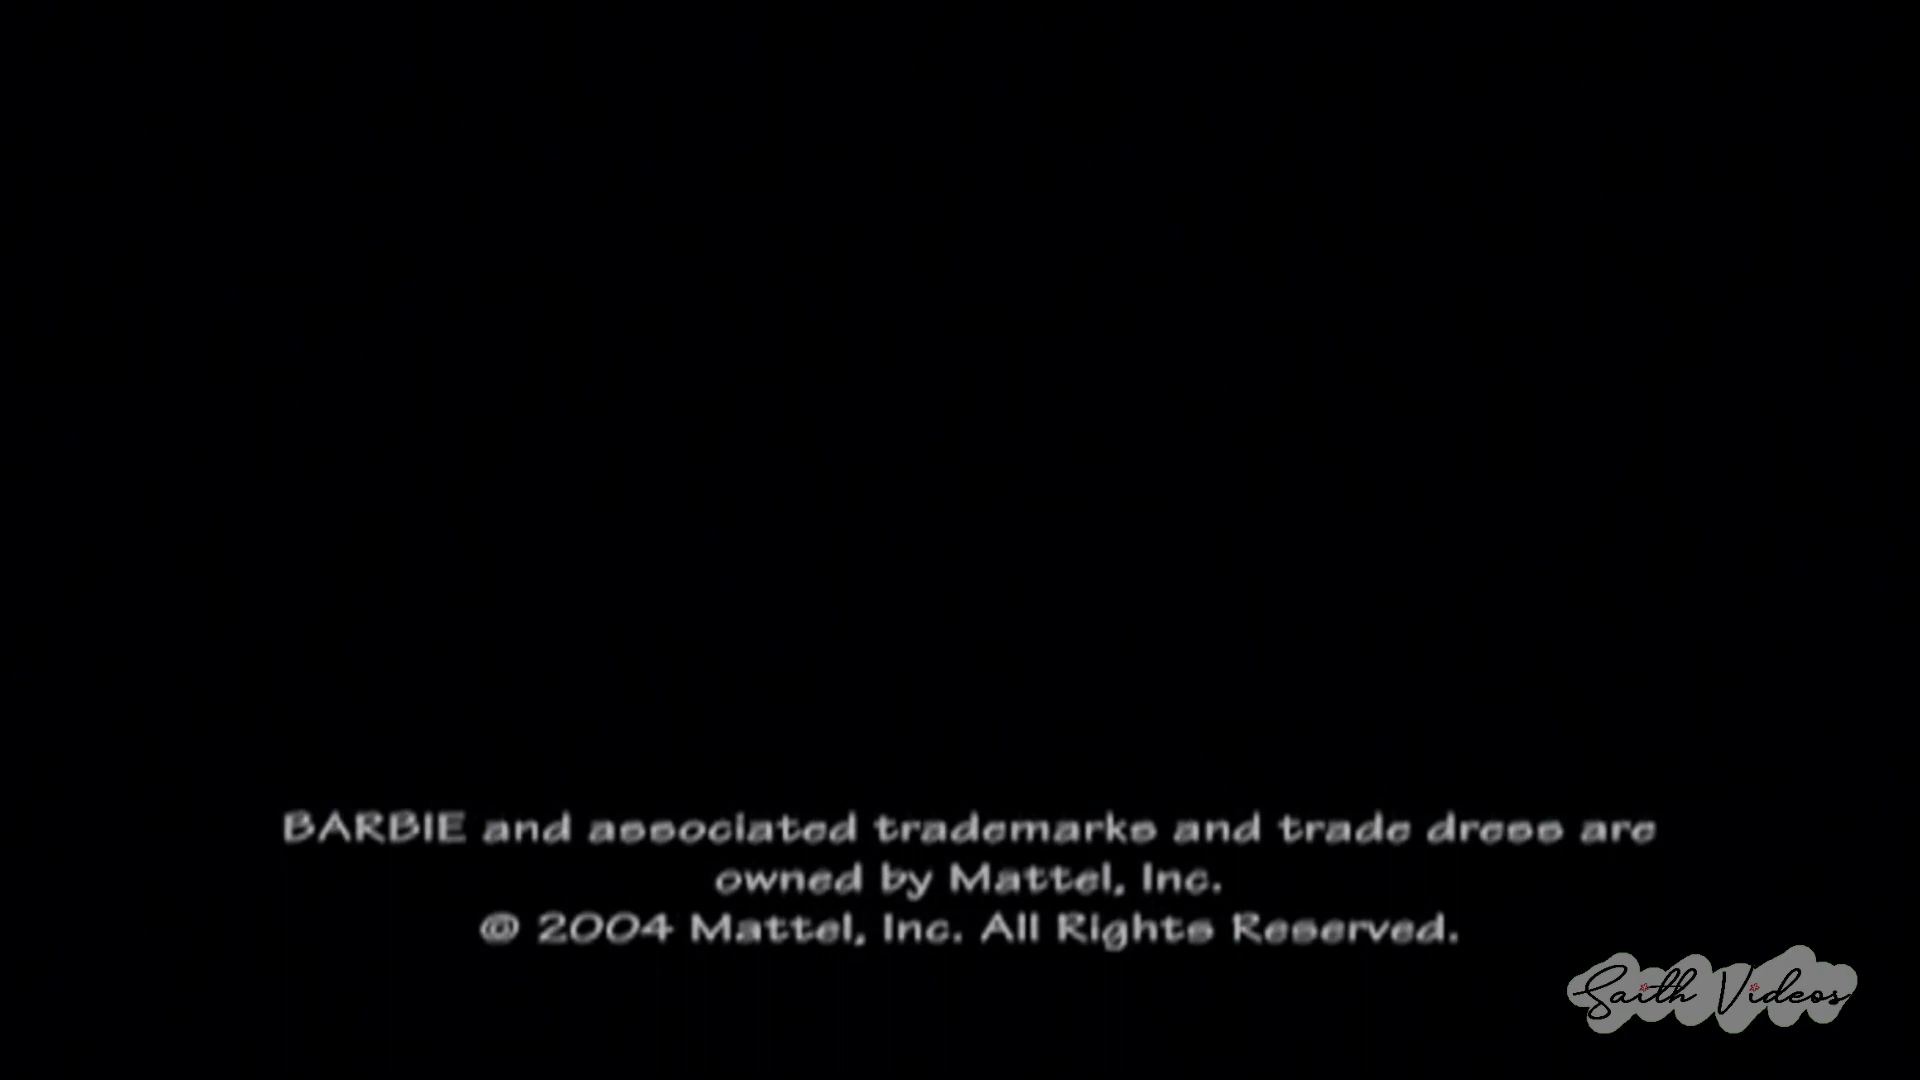 BARBIE and associated trademarks and trade dress are
owned by Mattel, Inc.
© 2004 Mattel, Inc. All Rights Reserved.
Saith Videos